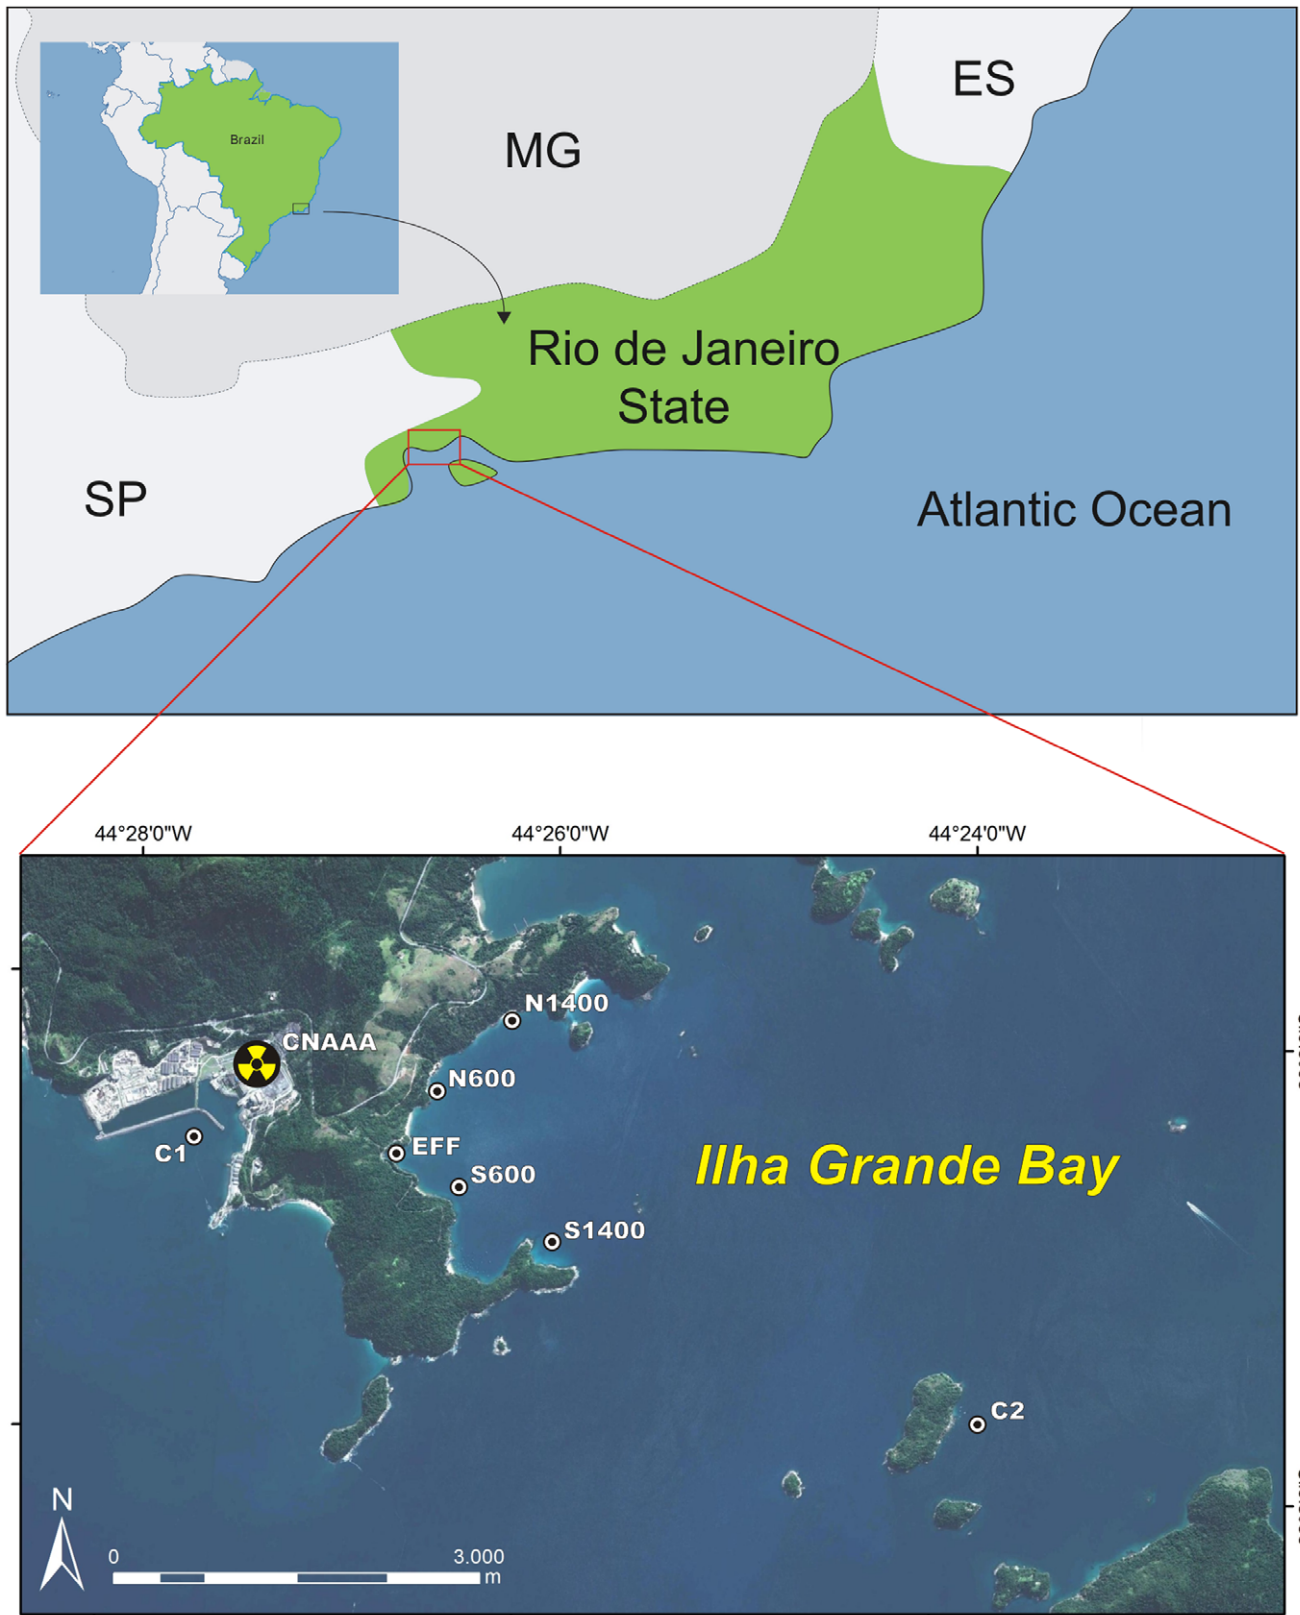 ES
MG
Brazil
Rio de Janeiro
State
SP
Atlantic Ocean
44°28'0"W
44°26'0"W
44°24'0"W
N1400
CNAAA
N600
C1
EFF
S600
Ilha Grande Bay
S1400
C2
N
0
3.000
m